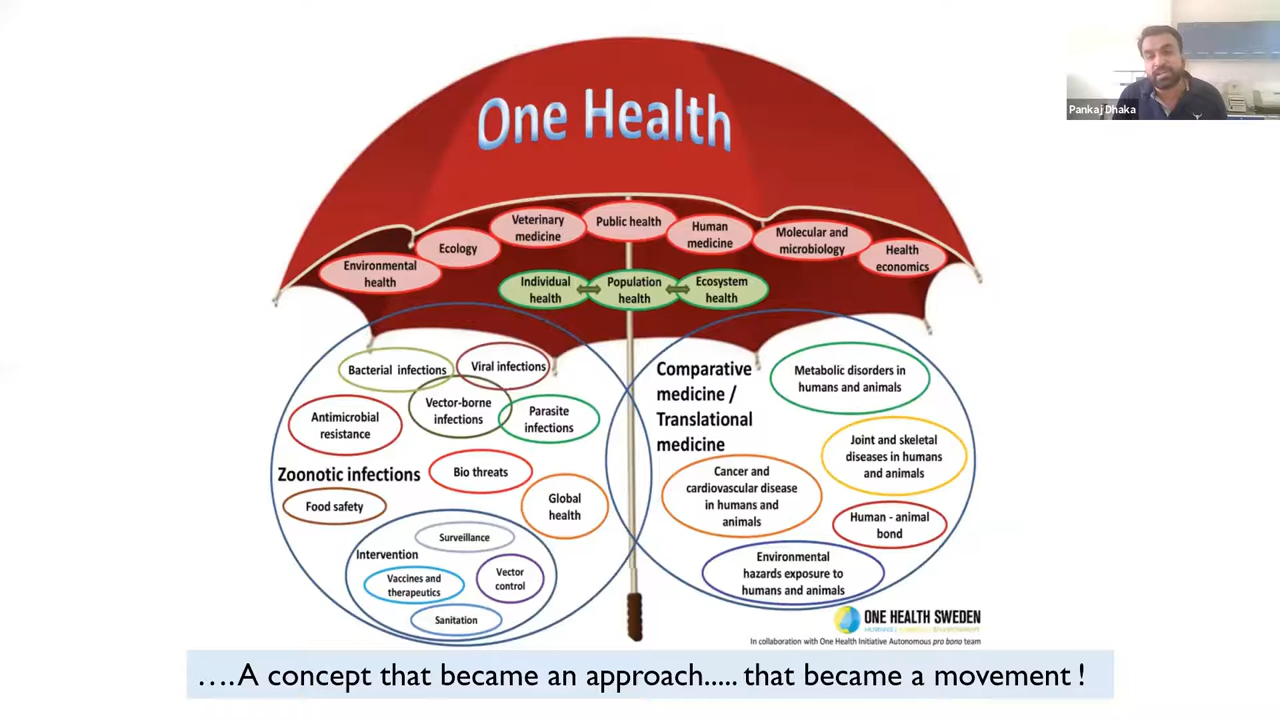 One Health
Pankaj Dhaka
Environmental
health
Ecology
Veterinary
medicine
Public health
Human
medicine
Molecular and
microbiology
Health
economics
Individual
health
Population
health
Ecosystem
health
Bacterial infections
Viral infections
Vector-borne
infections
Parasite
infections
Antimicrobial
resistance
Zoonotic infections
Bio threats
Food safety
Global
health
Surveillance
Intervention
Vaccines and
therapeutics
Vector
control
Sanitation
Comparative
medicine /
Translational
medicine
Metabolic disorders in
humans and animals
Joint and skeletal
diseases in humans
and animals
Cancer and
cardiovascular disease
in humans and
animals
Human - animal
bond
Environmental
hazards exposure to
humans and animals
ONE HEALTH SWEDEN
In collaboration with One Health Initiative Autonomous pro bono team
….A concept that became an approach..... that became a movement !